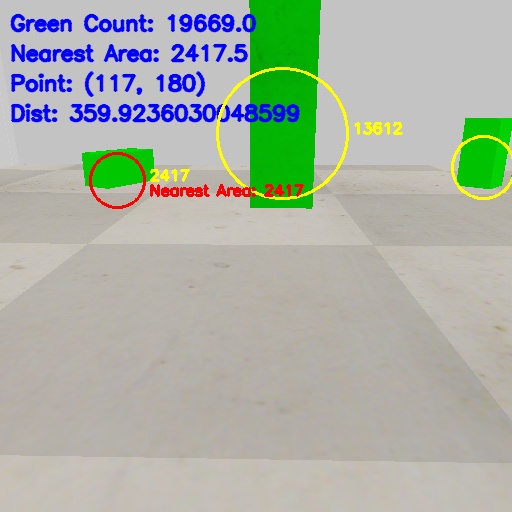 Green Count: 19669.0
Nearest Area: 2417.5
Point: (117, 180)
Dist: 359.9236030048599
13612
2417
Nearest Area: 2417